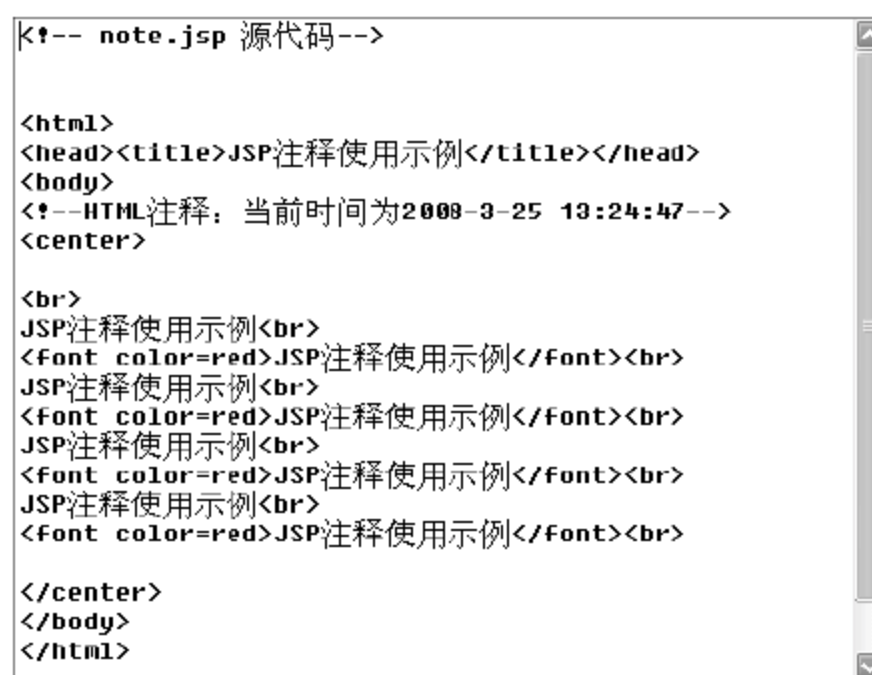 <!-- note.jsp 源代码-->
<html>
<head><title>JSP注释使用示例</title></head>
<body>
<!--HTML注释：当前时间为2008-3-25 13:24:47-->
<center>
<br>
JSP注释使用示例<br>
<font color=red>JSP注释使用示例</font><br>
JSP注释使用示例<br>
<font color=red>JSP注释使用示例</font><br>
JSP注释使用示例<br>
<font color=red>JSP注释使用示例</font><br>
JSP注释使用示例<br>
<font color=red>JSP注释使用示例</font><br>
</center>
</body>
</html>